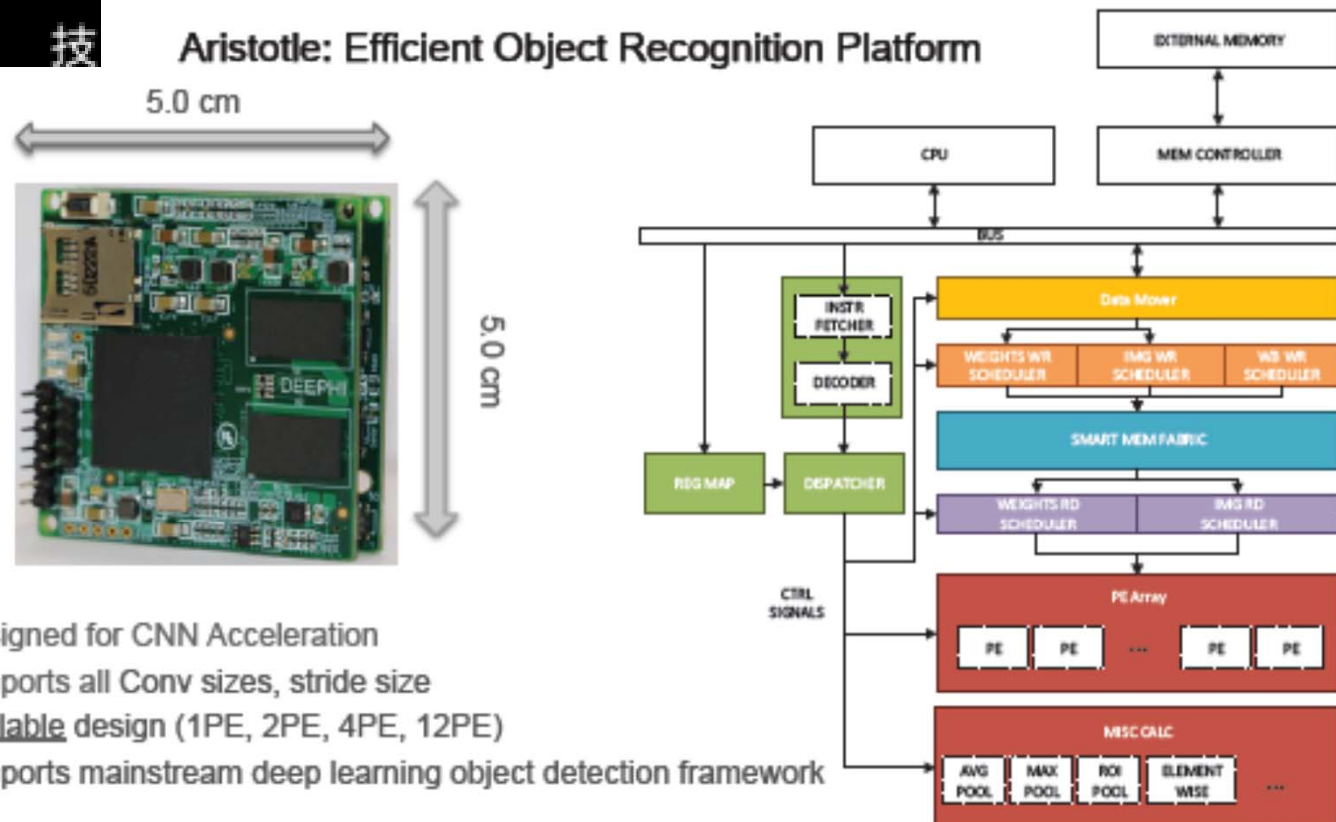 技
Aristotle: Efficient Object Recognition Platform
5.0 cm
5.0 cm
DEEPHI
igned for CNN Acceleration
ports all Conv sizes, stride size
lable design (1PE, 2PE, 4PE, 12PE)
ports mainstream deep learning object detection framework
EXTERNAL MEMORY
CPU
MEM CONTROLLER
BUS
INSTR
FETCHER
DECODER
REG MAP
DISPATCHER
CTRL
SIGNALS
Data Mover
WEIGHTS WR
SCHEDULER
IMG WR
SCHEDULER
WB WR
SCHEDULER
SMART MEM FABRIC
WEIGHTS RD
SCHEDULER
IMG RD
SCHEDULER
PE Array
PE PE ... PE PE
MISC CALC
AVG
POOL
MAX
POOL
ROI
POOL
ELEMENT
WISE
...